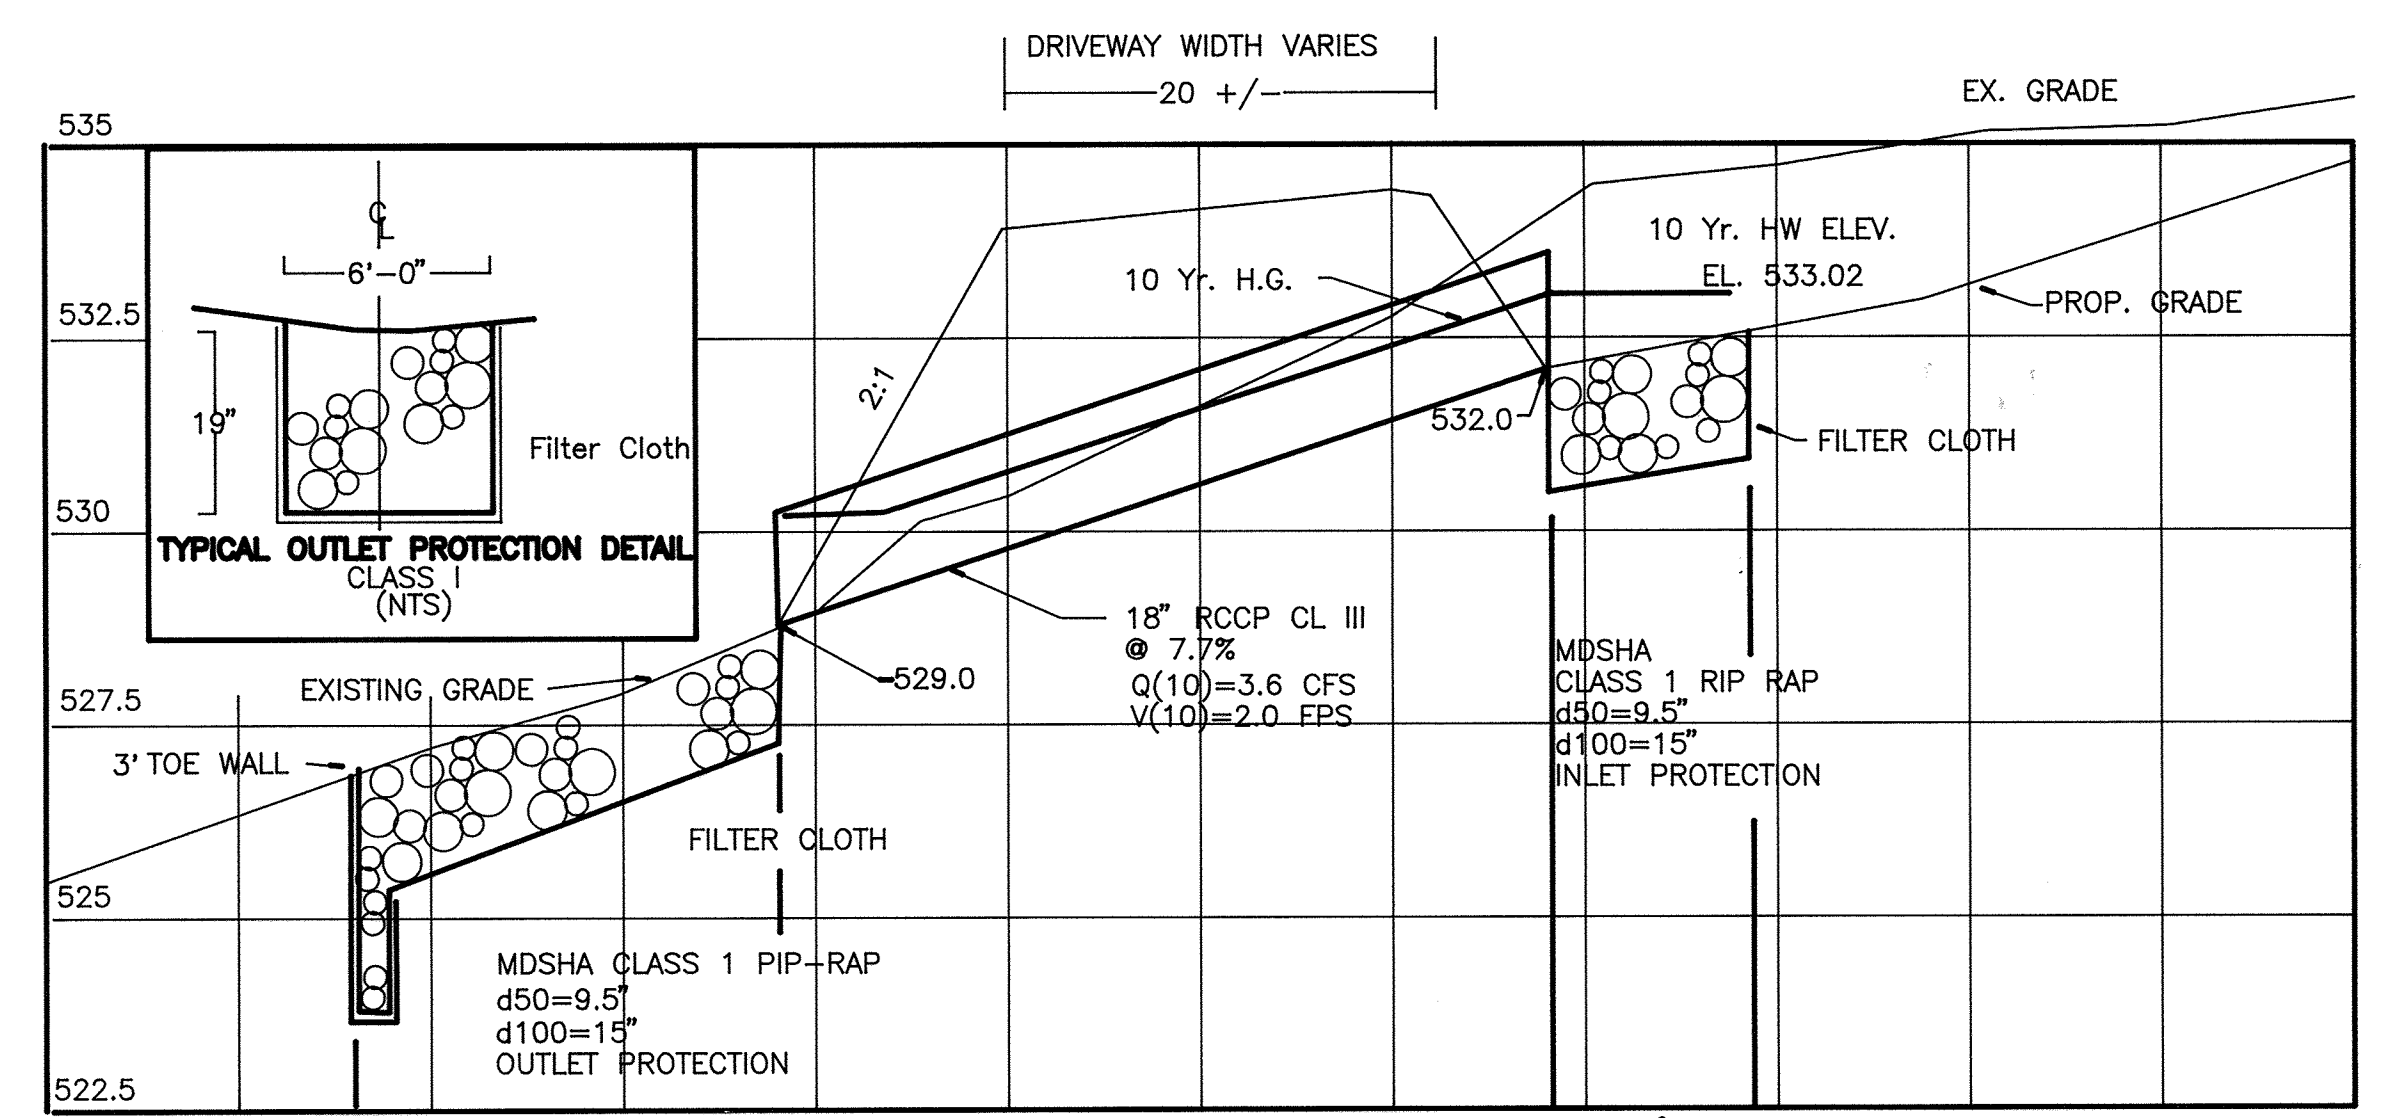 DRIVEWAY WIDTH VARIES
20 +/-
EX. GRADE
535
℄
6'-0"
10 Yr. HW ELEV.
EL. 533.02
10 Yr. H.G.
PROP. GRADE
532.5
2:1
19"
532.0
Filter Cloth
FILTER CLOTH
530
TYPICAL OUTLET PROTECTION DETAIL
CLASS I
(NTS)
18" RCCP CL III
@ 7.7%
Q(10)=3.6 CFS
V(10)=2.0 FPS
MDSHA
CLASS 1 RIP RAP
d50=9.5"
d100=15"
INLET PROTECTION
EXISTING GRADE
529.0
527.5
3' TOE WALL
FILTER CLOTH
525
MDSHA CLASS 1 PIP-RAP
d50=9.5"
d100=15"
OUTLET PROTECTION
522.5